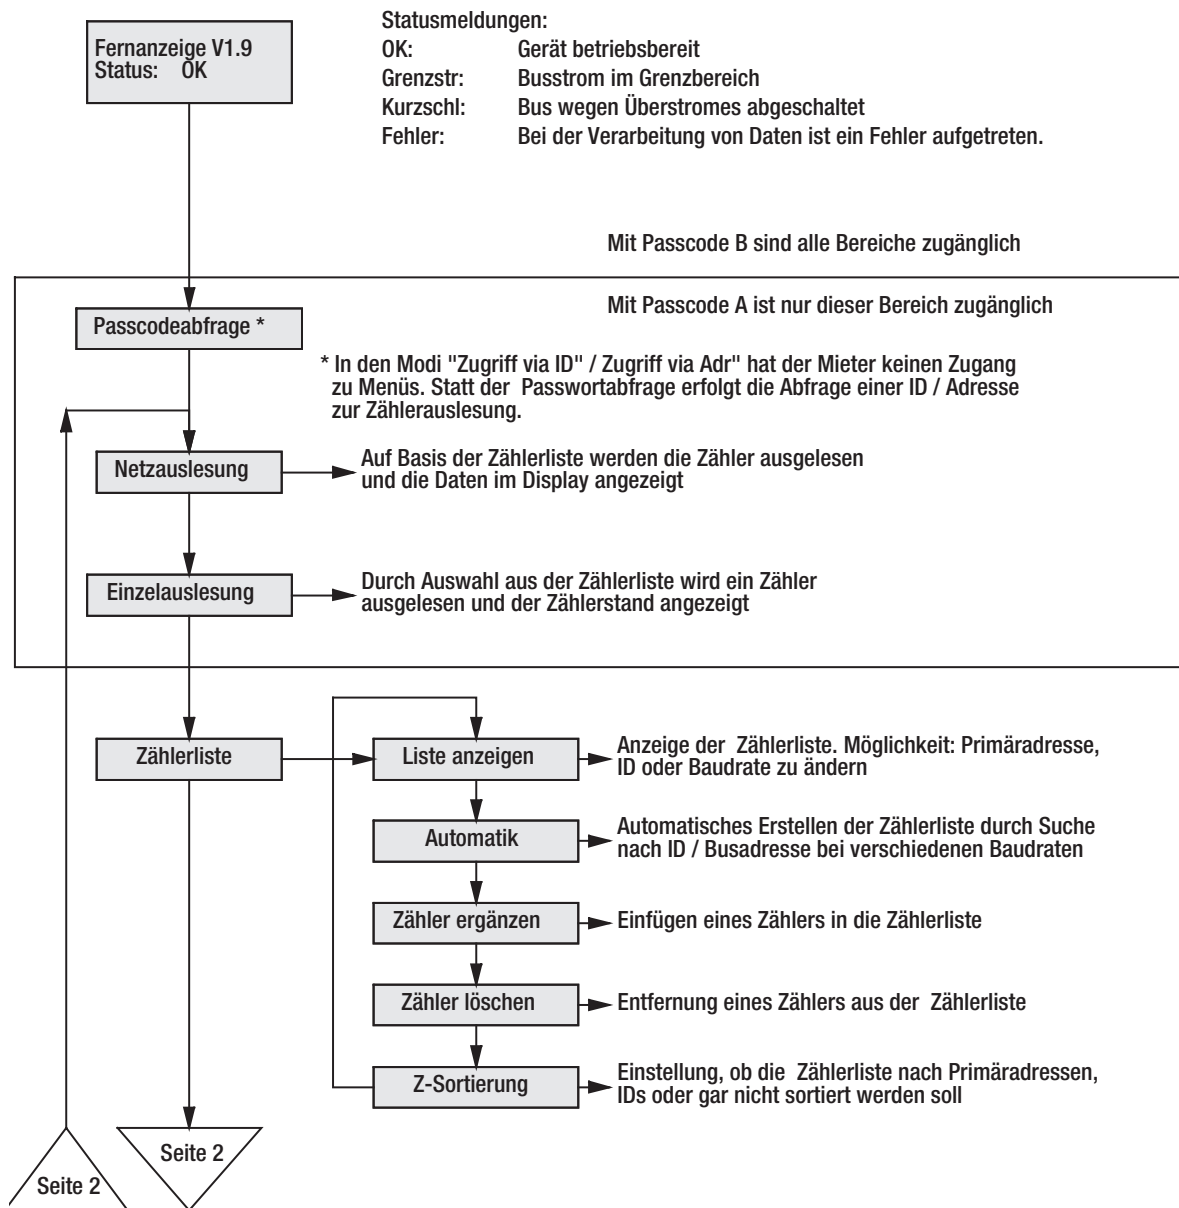 Fernanzeige V1.9
Status: OK
Statusmeldungen:
OK: Gerät betriebsbereit
Grenzstr: Busstrom im Grenzbereich
Kurzschl: Bus wegen Überstromes abgeschaltet
Fehler: Bei der Verarbeitung von Daten ist ein Fehler aufgetreten.
Mit Passcode B sind alle Bereiche zugänglich
Mit Passcode A ist nur dieser Bereich zugänglich
Passcodeabfrage *
* In den Modi "Zugriff via ID" / Zugriff via Adr" hat der Mieter keinen Zugang
zu Menüs. Statt der Passwortabfrage erfolgt die Abfrage einer ID / Adresse
zur Zählerauslesung.
Netzauslesung
Auf Basis der Zählerliste werden die Zähler ausgelesen
und die Daten im Display angezeigt
Einzelauslesung
Durch Auswahl aus der Zählerliste wird ein Zähler
ausgelesen und der Zählerstand angezeigt
Zählerliste
Liste anzeigen
Anzeige der Zählerliste. Möglichkeit: Primäradresse,
ID oder Baudrate zu ändern
Automatik
Automatisches Erstellen der Zählerliste durch Suche
nach ID / Busadresse bei verschiedenen Baudraten
Zähler ergänzen
Einfügen eines Zählers in die Zählerliste
Zähler löschen
Entfernung eines Zählers aus der Zählerliste
Z-Sortierung
Einstellung, ob die Zählerliste nach Primäradressen,
IDs oder gar nicht sortiert werden soll
Seite 2
Seite 2